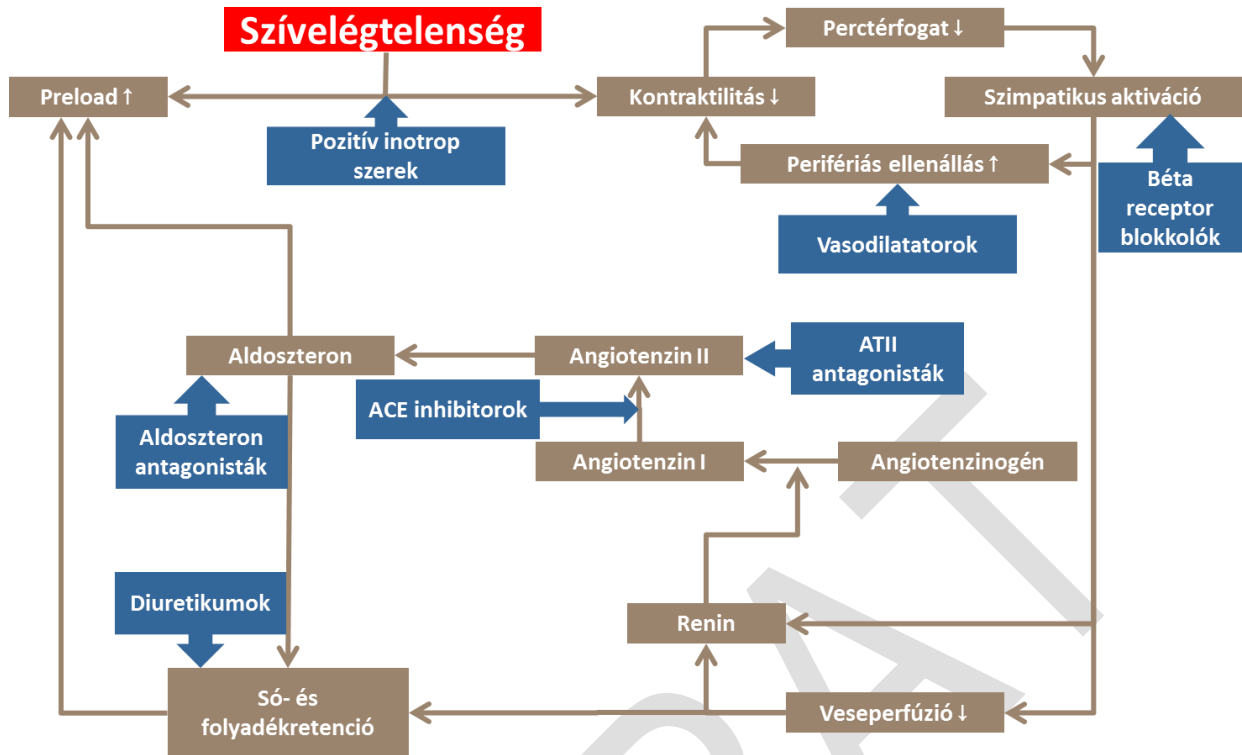 Szívelégtelenség
Perctérfogat ↓
Preload ↑
Kontraktilitás ↓
Szimpatikus aktiváció
Pozitív inotrop
szerek
Perifériás ellenállás ↑
Béta
receptor
blokkolók
Vasodilatatorok
Aldoszteron
Angiotenzin II
ATII
antagonisták
ACE inhibitorok
Aldoszteron
antagonisták
Angiotenzin I
Angiotenzinogén
Diuretikumok
Renin
Só- és
folyadékretenció
Veseperfúzió ↓